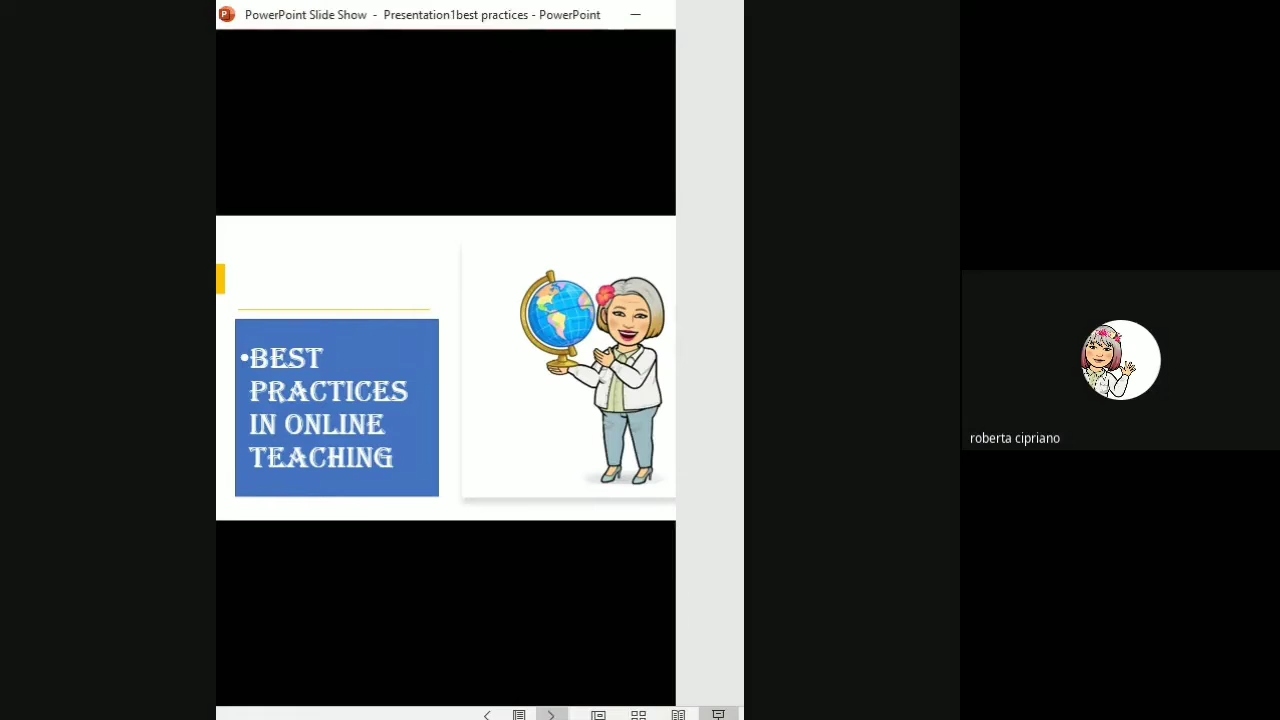 PowerPoint Slide Show - Presentation1best practices - PowerPoint
•BEST
PRACTICES
IN ONLINE
TEACHING
roberta cipriano